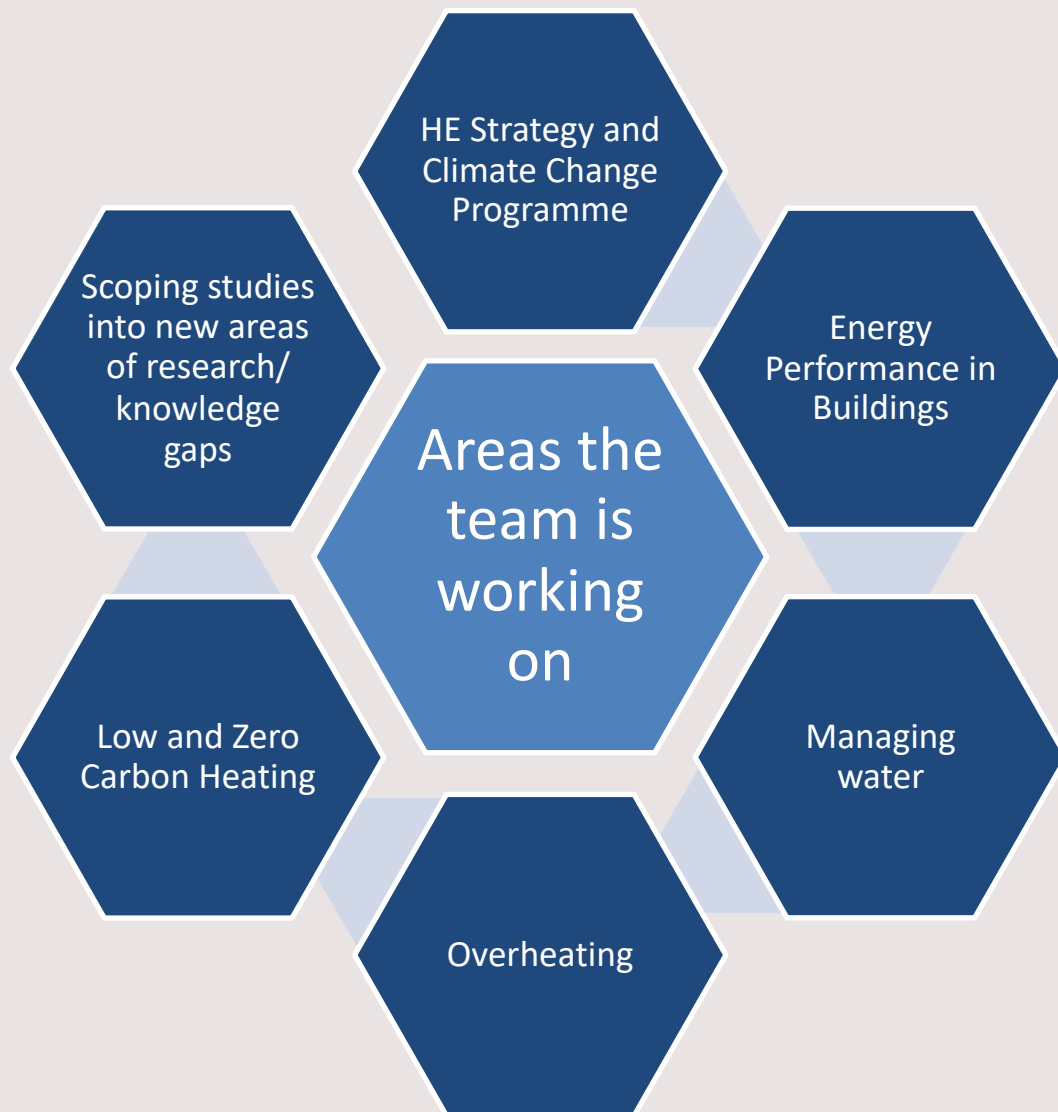 HE Strategy and
Climate Change
Programme
Scoping studies
into new areas
of research/
knowledge
gaps
Energy
Performance in
Buildings
Areas the
team is
working
on
Low and Zero
Carbon Heating
Managing
water
Overheating